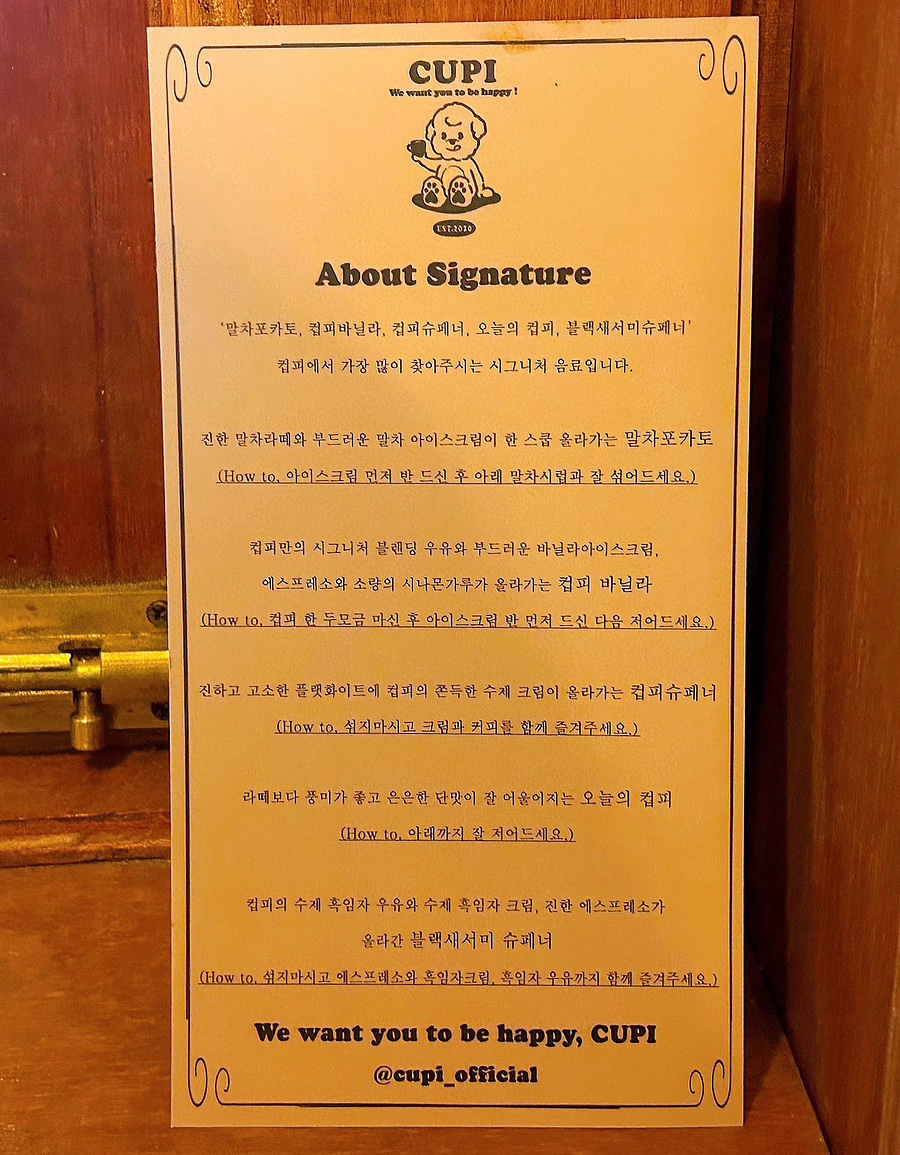 CUPI
We want you to be happy !
EST.2020
About Signature
‘말차포카토, 컵피바닐라, 컵피슈페너, 오늘의 컵피, 블랙새서미슈페너’
컵피에서 가장 많이 찾아주시는 시그니처 음료입니다.
진한 말차라떼와 부드러운 말차 아이스크림이 한 스쿱 올라가는 말차포카토
(How to. 아이스크림 먼저 반 드신 후 아래 말차시럽과 잘 섞어드세요.)
컵피만의 시그니처 블렌딩 우유와 부드러운 바닐라아이스크림,
에스프레소와 소량의 시나몬가루가 올라가는 컵피 바닐라
(How to. 컵피 한 두모금 마신 후 아이스크림 반 먼저 드신 다음 저어드세요.)
진하고 고소한 플랫화이트에 컵피의 쫀득한 수제 크림이 올라가는 컵피슈페너
(How to. 섞지마시고 크림과 커피를 함께 즐겨주세요.)
라떼보다 풍미가 좋고 은은한 단맛이 잘 어울어지는 오늘의 컵피
(How to. 아래까지 잘 저어드세요.)
컵피의 수제 흑임자 우유와 수제 흑임자 크림, 진한 에스프레소가
올라간 블랙새서미 슈페너
(How to. 섞지마시고 에스프레소와 흑임자크림, 흑임자 우유까지 함께 즐겨주세요.)
We want you to be happy, CUPI
@cupi_official